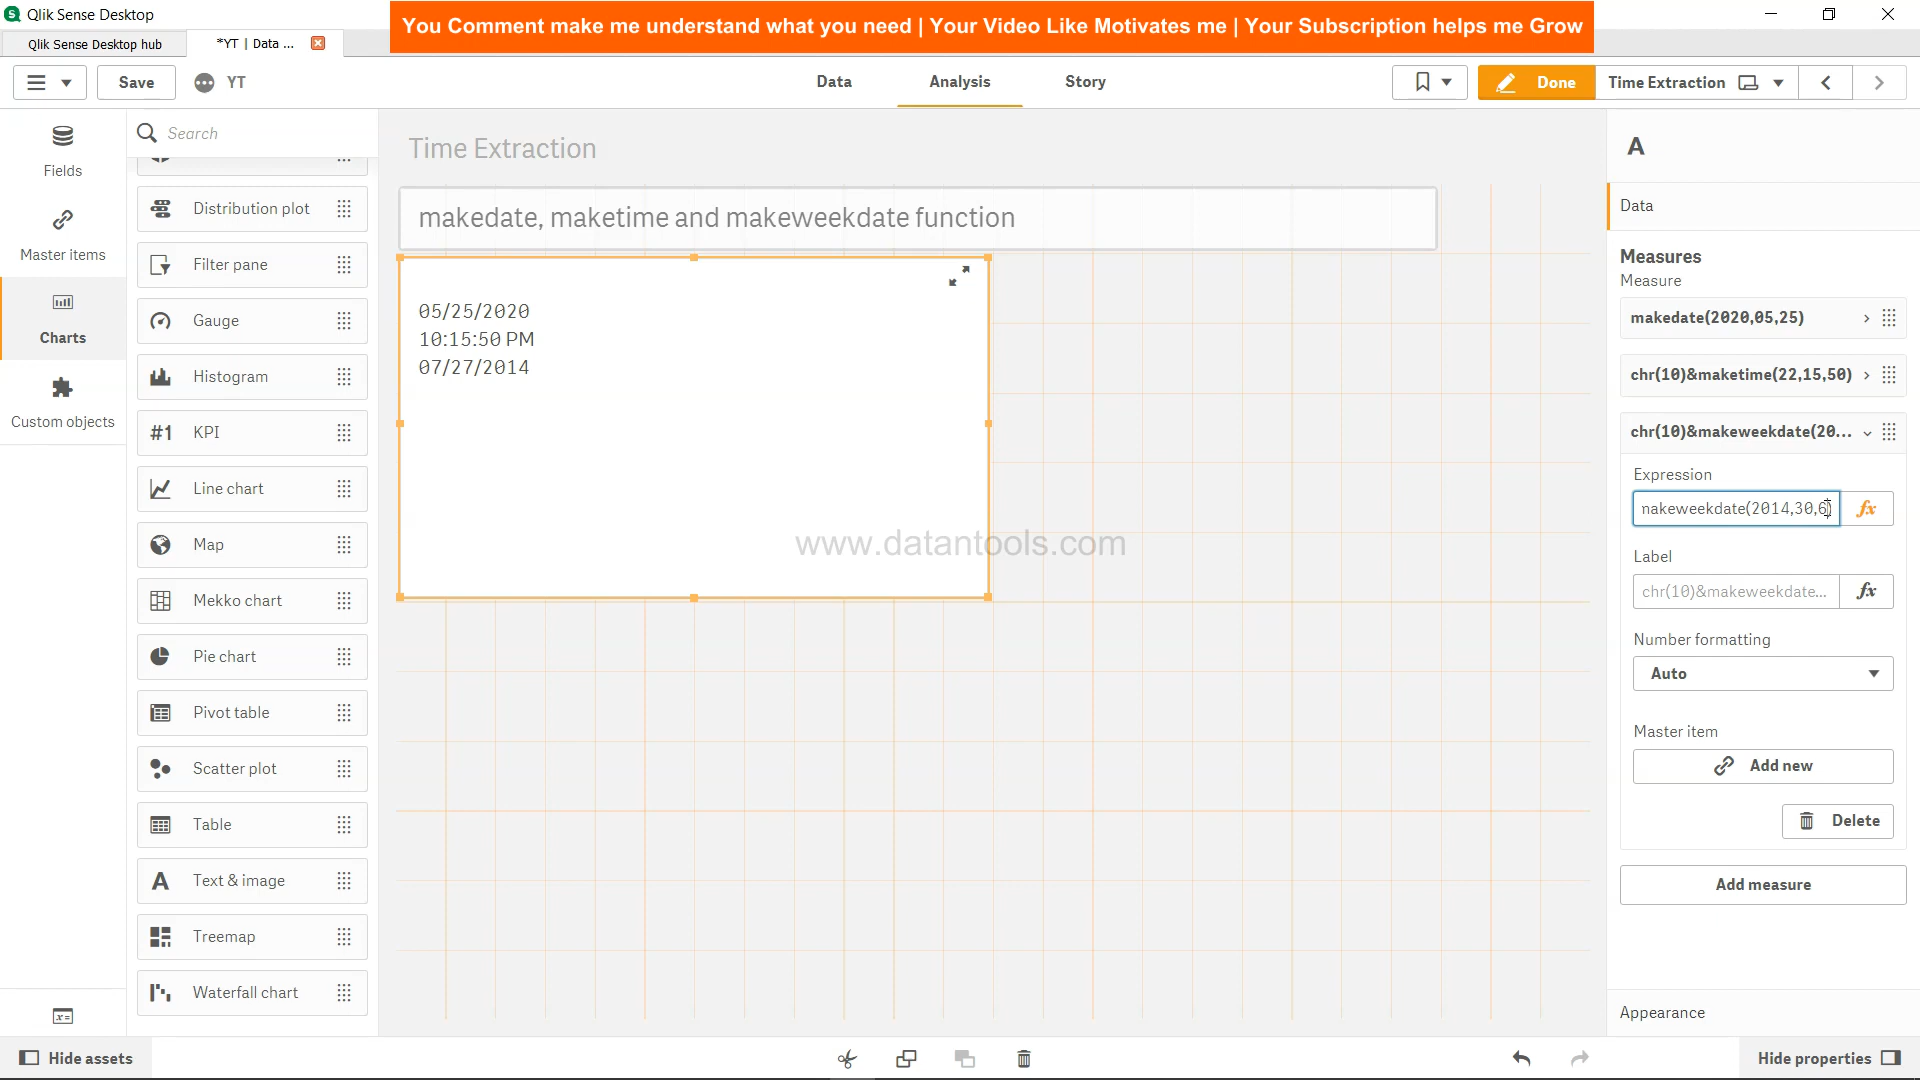 Qlik Sense Desktop
You Comment make me understand what you need | Your Video Like Motivates me | Your Subscription helps me Grow
Qlik Sense Desktop hub
*YT | Data ...
Save
YT
Data
Analysis
Story
Done
Time Extraction
Fields
Master items
Charts
Custom objects
Search
Distribution plot
Filter pane
Gauge
Histogram
#1 KPI
Line chart
Map
Mekko chart
Pie chart
Pivot table
Scatter plot
Table
A Text & image
Treemap
Waterfall chart
Time Extraction
makedate, maketime and makeweekdate function
05/25/2020
10:15:50 PM
07/27/2014
www.datantools.com
A
Data
Measures
Measure
makedate(2020,05,25)
chr(10)&maketime(22,15,50)
chr(10)&makeweekdate(20...
Expression
makeweekdate(2014,30,6)
fx
Label
chr(10)&makeweekdate...
fx
Number formatting
Auto
Master item
Add new
Delete
Add measure
Appearance
Hide assets
Hide properties